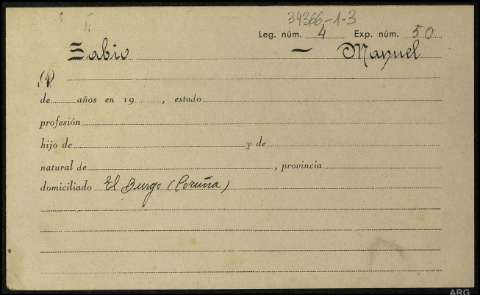 34366-1-3
Leg. núm. 4 Exp. núm. 50
Sabio — Manuel
de años en 19 , estado
profesión
hijo de y de
natural de , provincia
domiciliado El Burgo (Coruña)
ARG